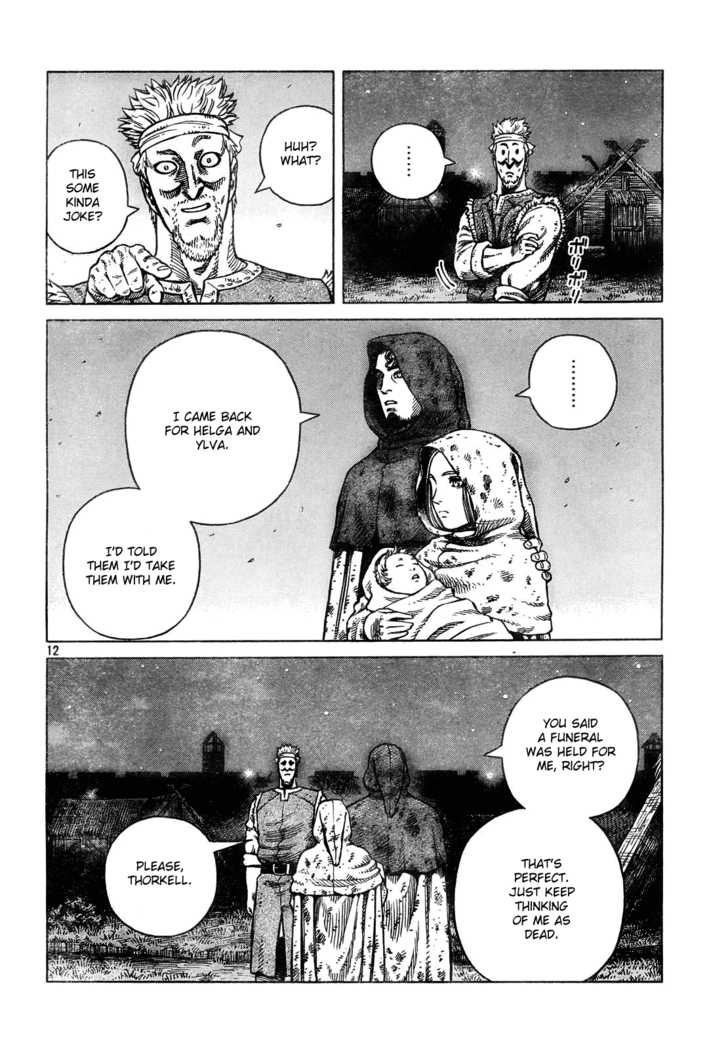 ......
HUH?
WHAT?
THIS
SOME
KINDA
JOKE?
........
I CAME BACK
FOR HELGA AND
YLVA.
I'D TOLD
THEM I'D TAKE
THEM WITH ME.
12
YOU SAID
A FUNERAL
WAS HELD FOR
ME, RIGHT?
THAT'S
PERFECT.
JUST KEEP
THINKING
OF ME AS
DEAD.
PLEASE,
THORKELL.